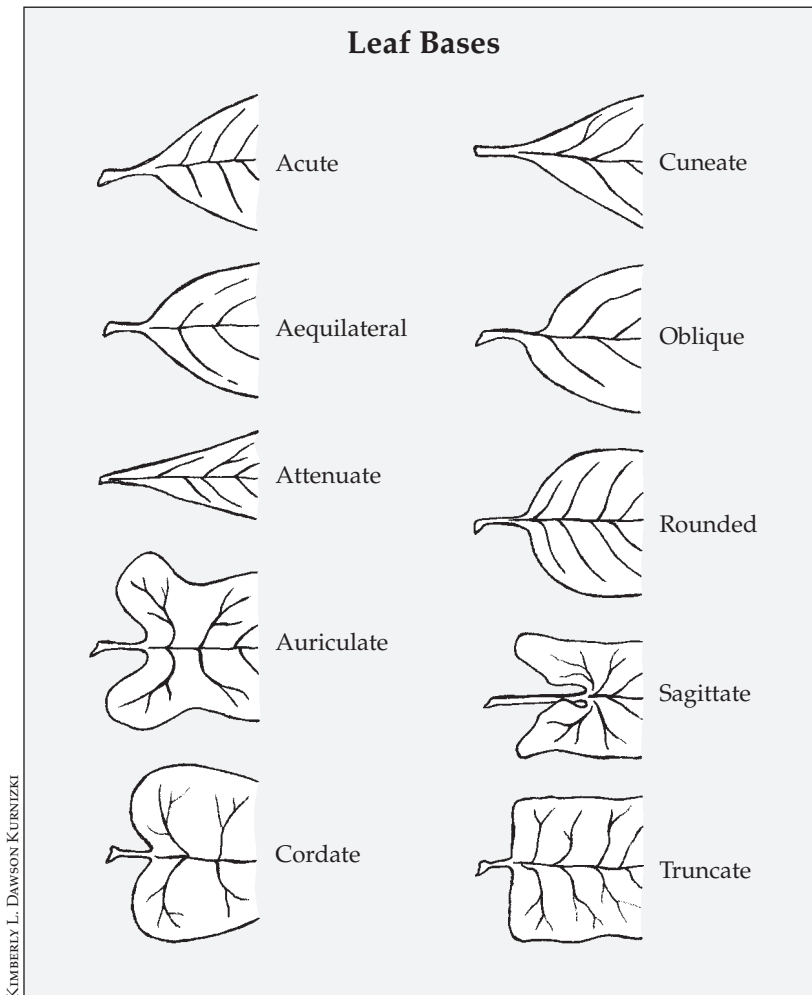 Leaf Bases
Acute
Aequilateral
Attenuate
Auriculate
Cordate
Cuneate
Oblique
Rounded
Sagittate
Truncate
KIMBERLY L. DAWSON KURNIZKI